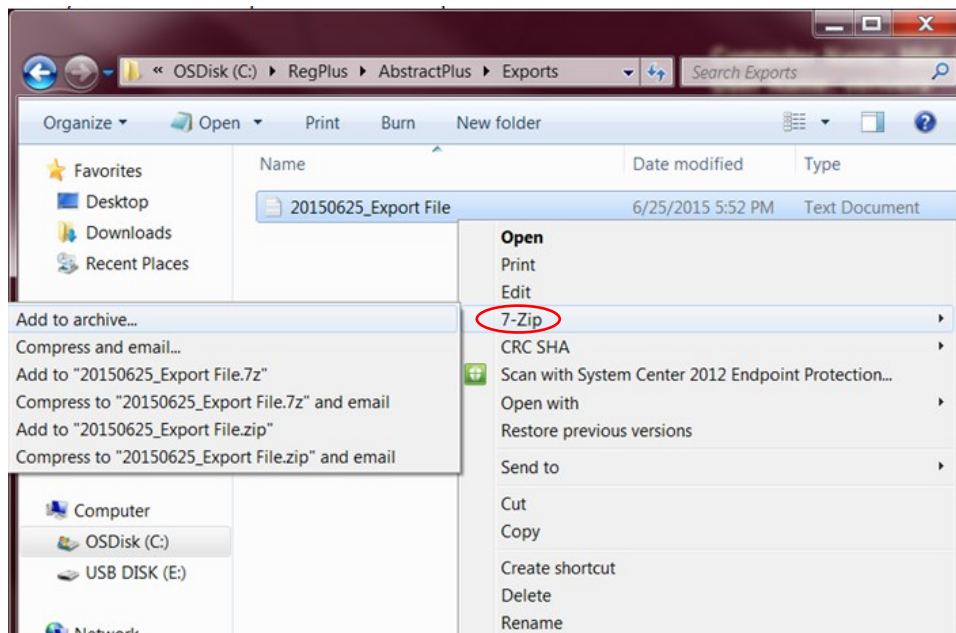 « OSDisk (C:) RegPlus AbstractPlus Exports Search Exports
Organize Open Print Burn New folder
Favorites
Desktop
Downloads
Recent Places
Name Date modified Type
20150625_Export File 6/25/2015 5:52 PM Text Document
Open
Print
Edit
7-Zip
CRC SHA
Scan with System Center 2012 Endpoint Protection...
Open with
Restore previous versions
Send to
Cut
Copy
Create shortcut
Delete
Rename
Add to archive...
Compress and email...
Add to "20150625_Export File.7z"
Compress to "20150625_Export File.7z" and email
Add to "20150625_Export File.zip"
Compress to "20150625_Export File.zip" and email
Computer
OSDisk (C:)
USB DISK (E:)
Network